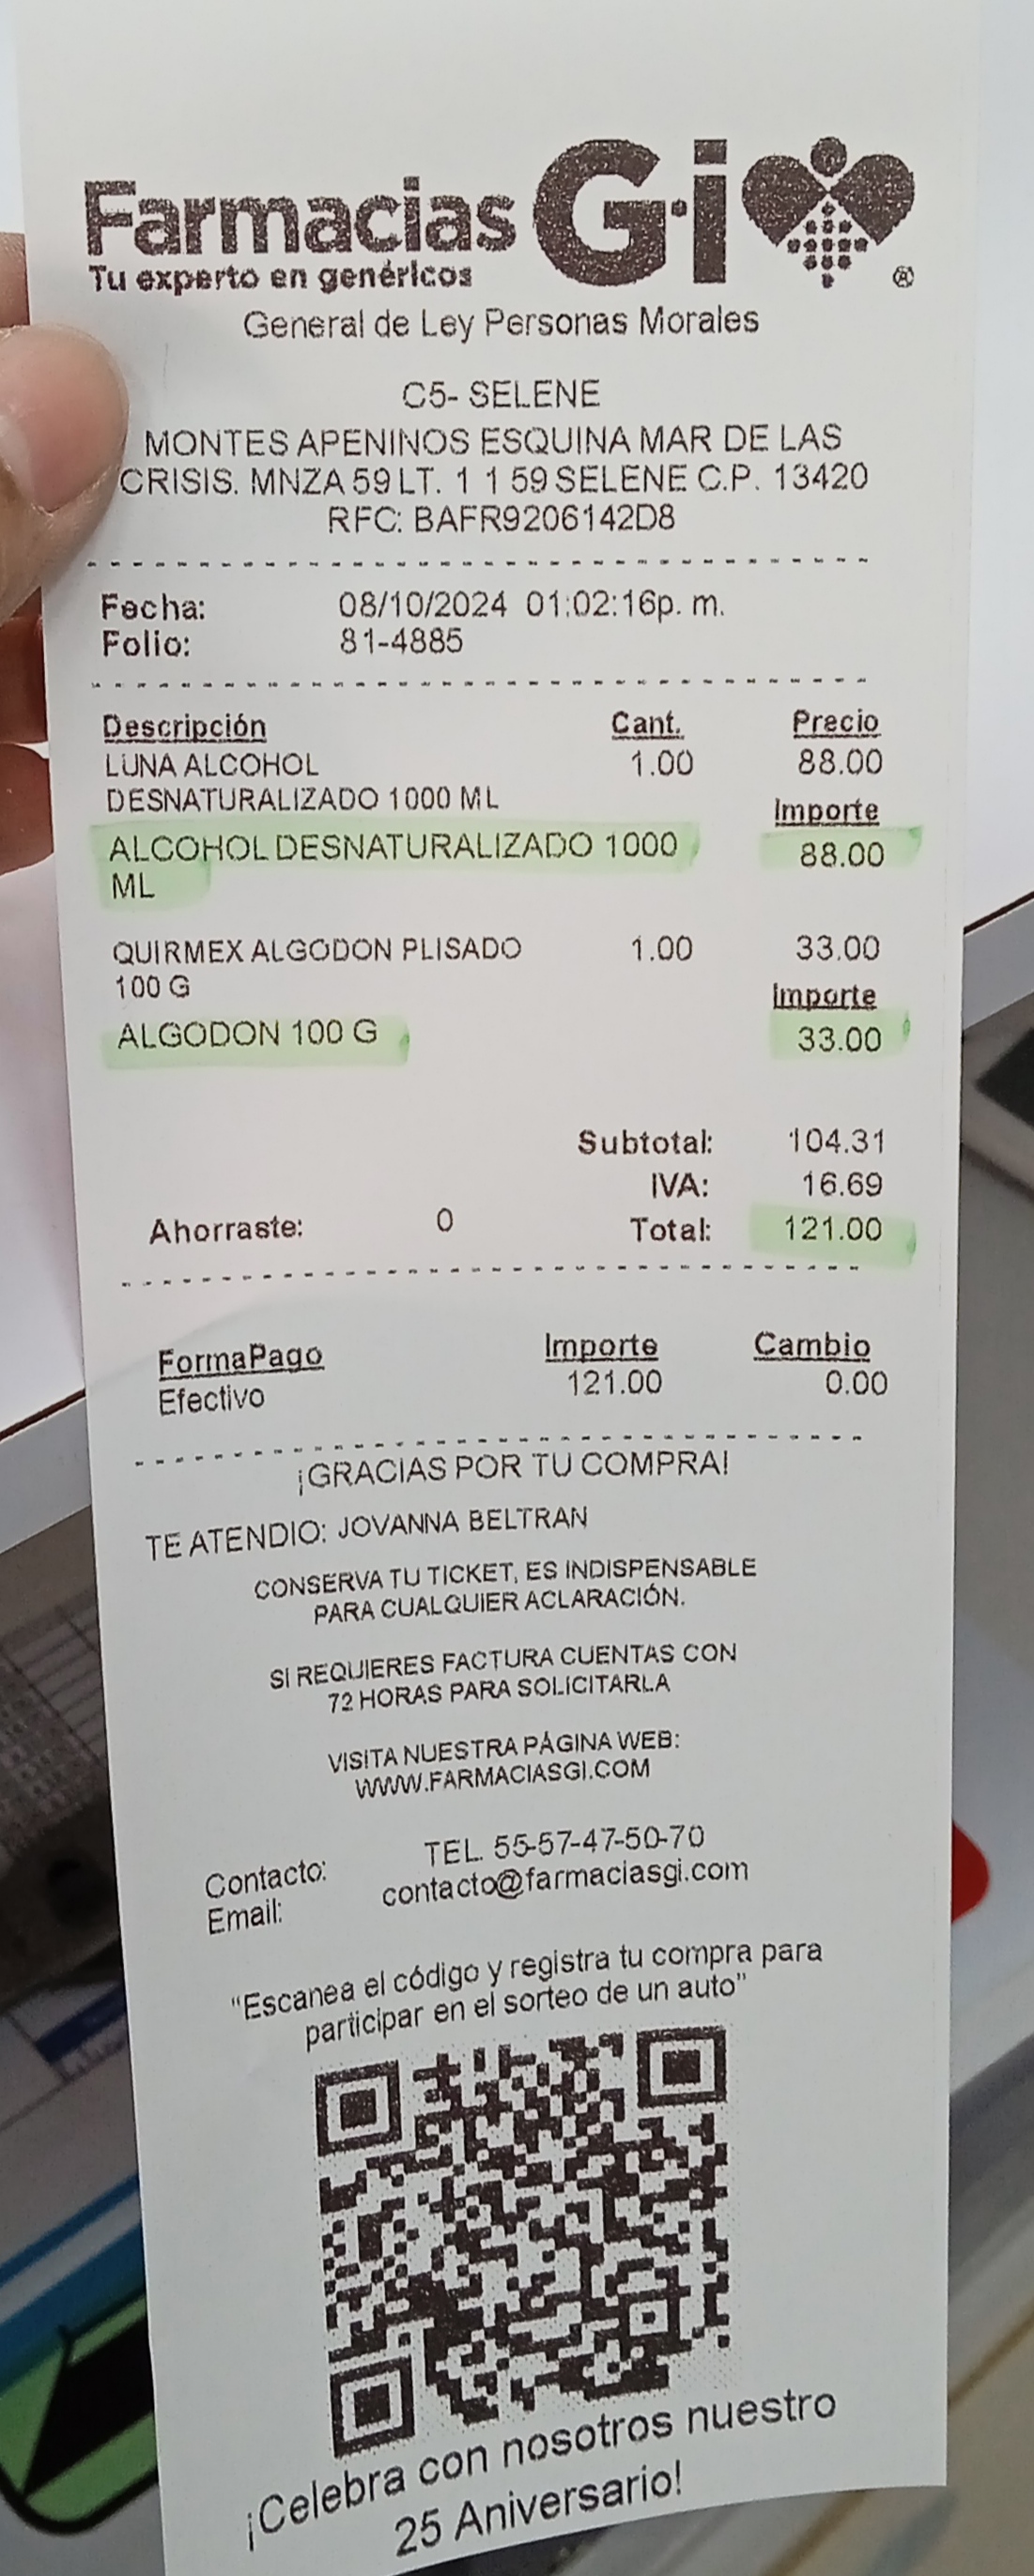 Farmacias Gi
Tu experto en genéricos
®
General de Ley Personas Morales
C5- SELENE
MONTES APENINOS ESQUINA MAR DE LAS
CRISIS. MNZA 59 LT. 1 1 59 SELENE C.P. 13420
RFC: BAFR9206142D8
Fecha: 08/10/2024 01:02:16p. m.
Folio: 81-4885
Descripción Cant. Precio
LUNA ALCOHOL 1.00 88.00
DESNATURALIZADO 1000 ML Importe
ALCOHOL DESNATURALIZADO 1000 88.00
ML
QUIRMEX ALGODON PLISADO 1.00 33.00
100 G Importe
ALGODON 100 G 33.00
Subtotal: 104.31
IVA: 16.69
Ahorraste: 0 Total: 121.00
FormaPago Importe Cambio
Efectivo 121.00 0.00
¡GRACIAS POR TU COMPRA!
TE ATENDIO: JOVANNA BELTRAN
CONSERVA TU TICKET, ES INDISPENSABLE
PARA CUALQUIER ACLARACIÓN.
SI REQUIERES FACTURA CUENTAS CON
72 HORAS PARA SOLICITARLA
VISITA NUESTRA PÁGINA WEB:
WWW.FARMACIASGI.COM
Contacto: TEL. 55-57-47-50-70
Email: contacto@farmaciasgi.com
"Escanea el código y registra tu compra para
participar en el sorteo de un auto"
¡Celebra con nosotros nuestro
25 Aniversario!